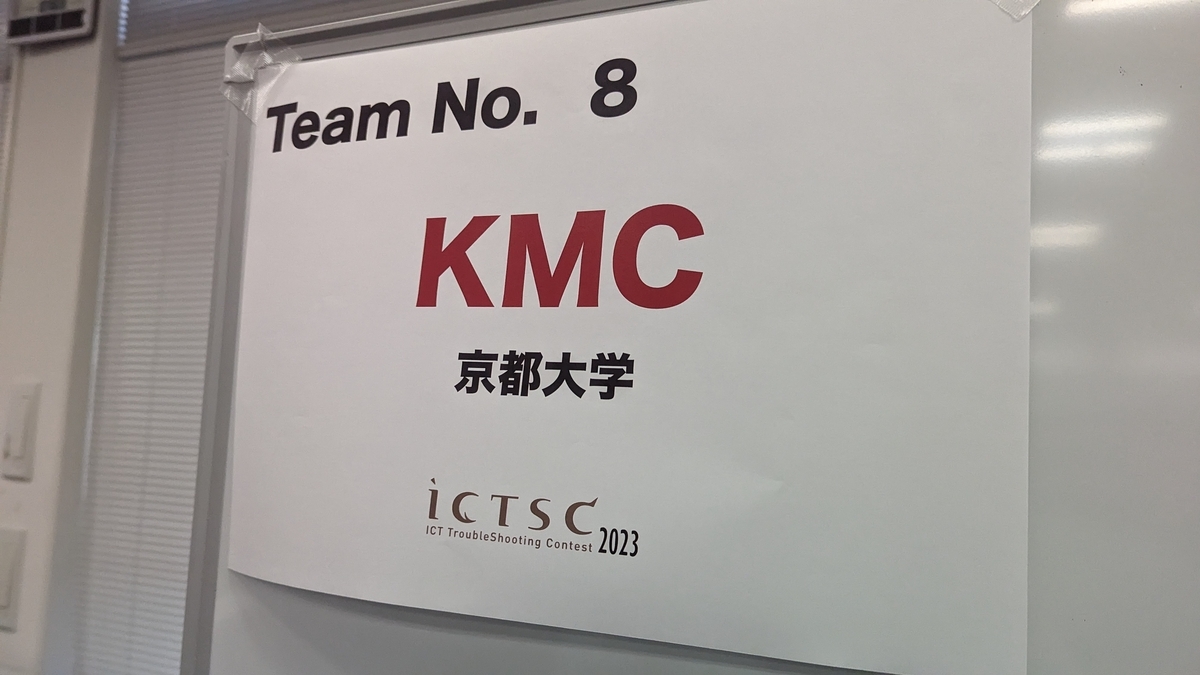 Team No. 8
KMC
京都大学
iCTSC
ICT TroubleShooting Contest 2023